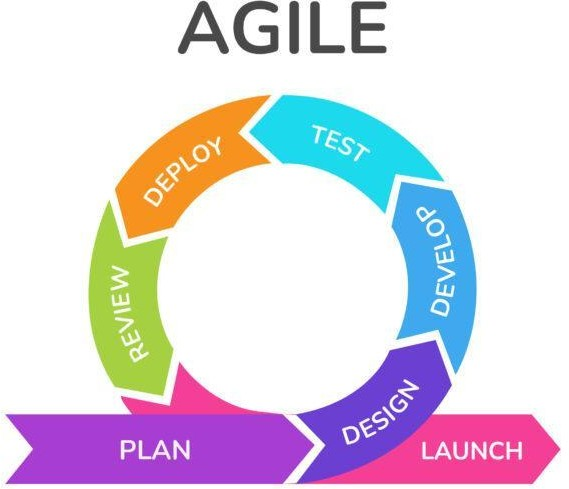 AGILE
PLAN
DESIGN
DEVELOP
TEST
DEPLOY
REVIEW
LAUNCH